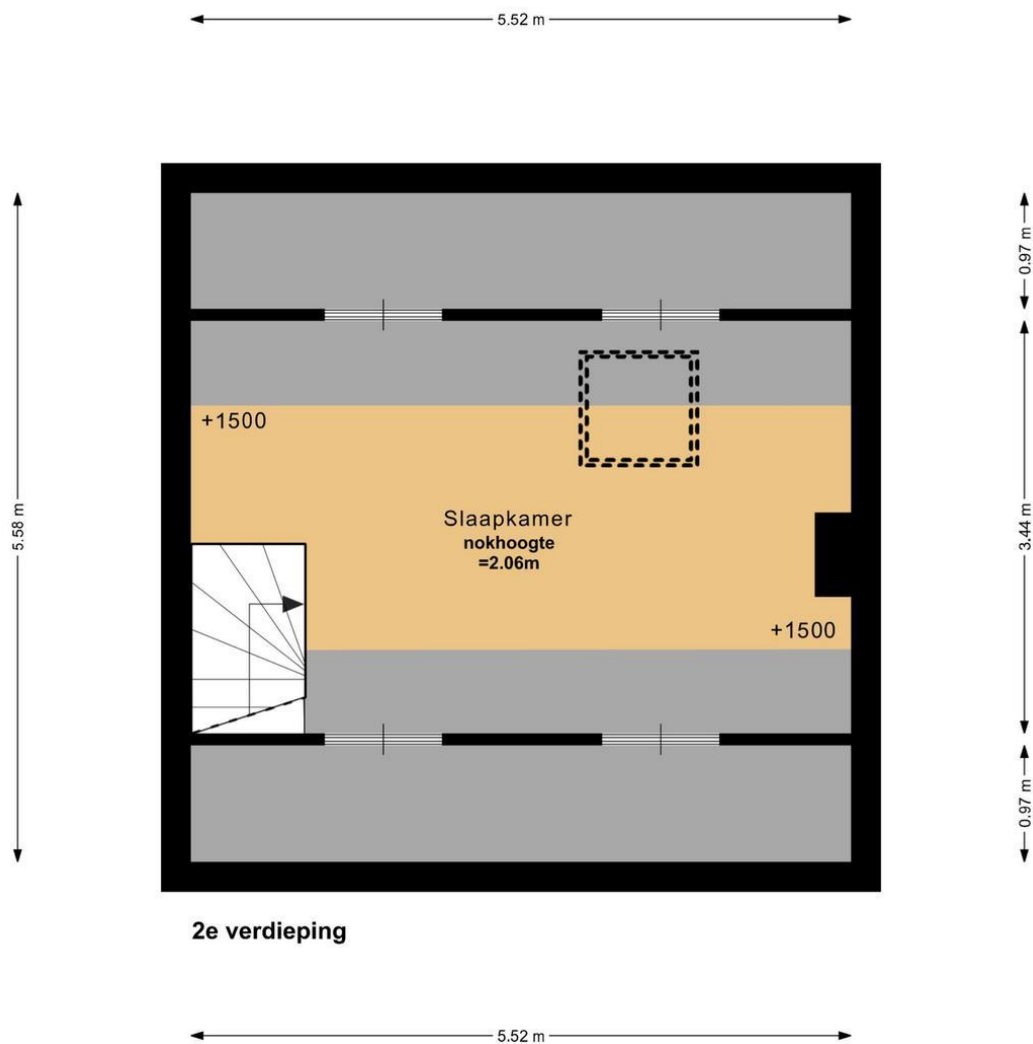 5.52 m
0.97 m
+1500
5.58 m
Slaapkamer
nokhoogte
=2.06m
3.44 m
+1500
0.97 m
2e verdieping
5.52 m